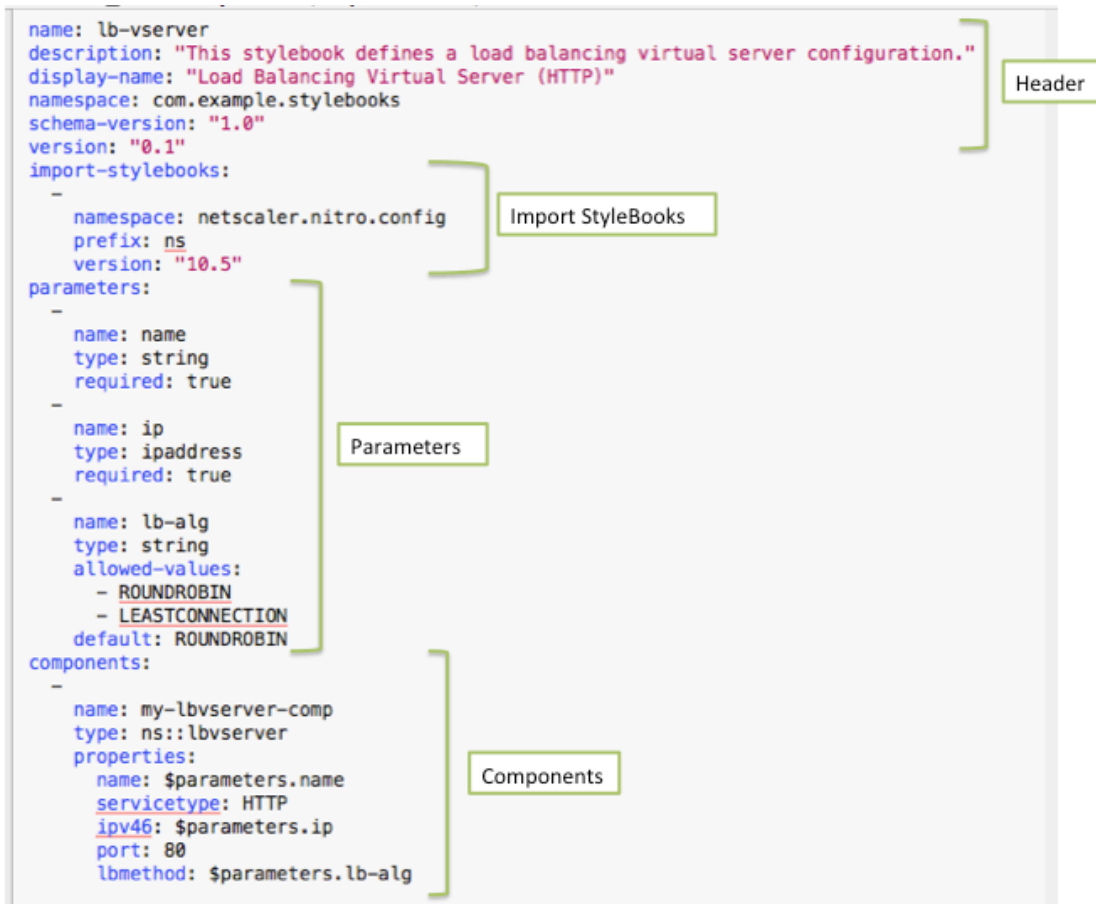 name: lb-vserver
description: "This stylebook defines a load balancing virtual server configuration."
display-name: "Load Balancing Virtual Server (HTTP)"
Header
namespace: com.example.stylebooks
schema-version: "1.0"
version: "0.1"
import-stylebooks:
-
namespace: netscaler.nitro.config
Import StyleBooks
prefix: ns
version: "10.5"
parameters:
-
name: name
type: string
required: true
-
name: ip
type: ipaddress
Parameters
required: true
-
name: lb-alg
type: string
allowed-values:
- ROUNDROBIN
- LEASTCONNECTION
default: ROUNDROBIN
components:
-
name: my-lbvserver-comp
type: ns::lbvserver
properties:
name: $parameters.name
Components
servicetype: HTTP
ipv46: $parameters.ip
port: 80
lbmethod: $parameters.lb-alg